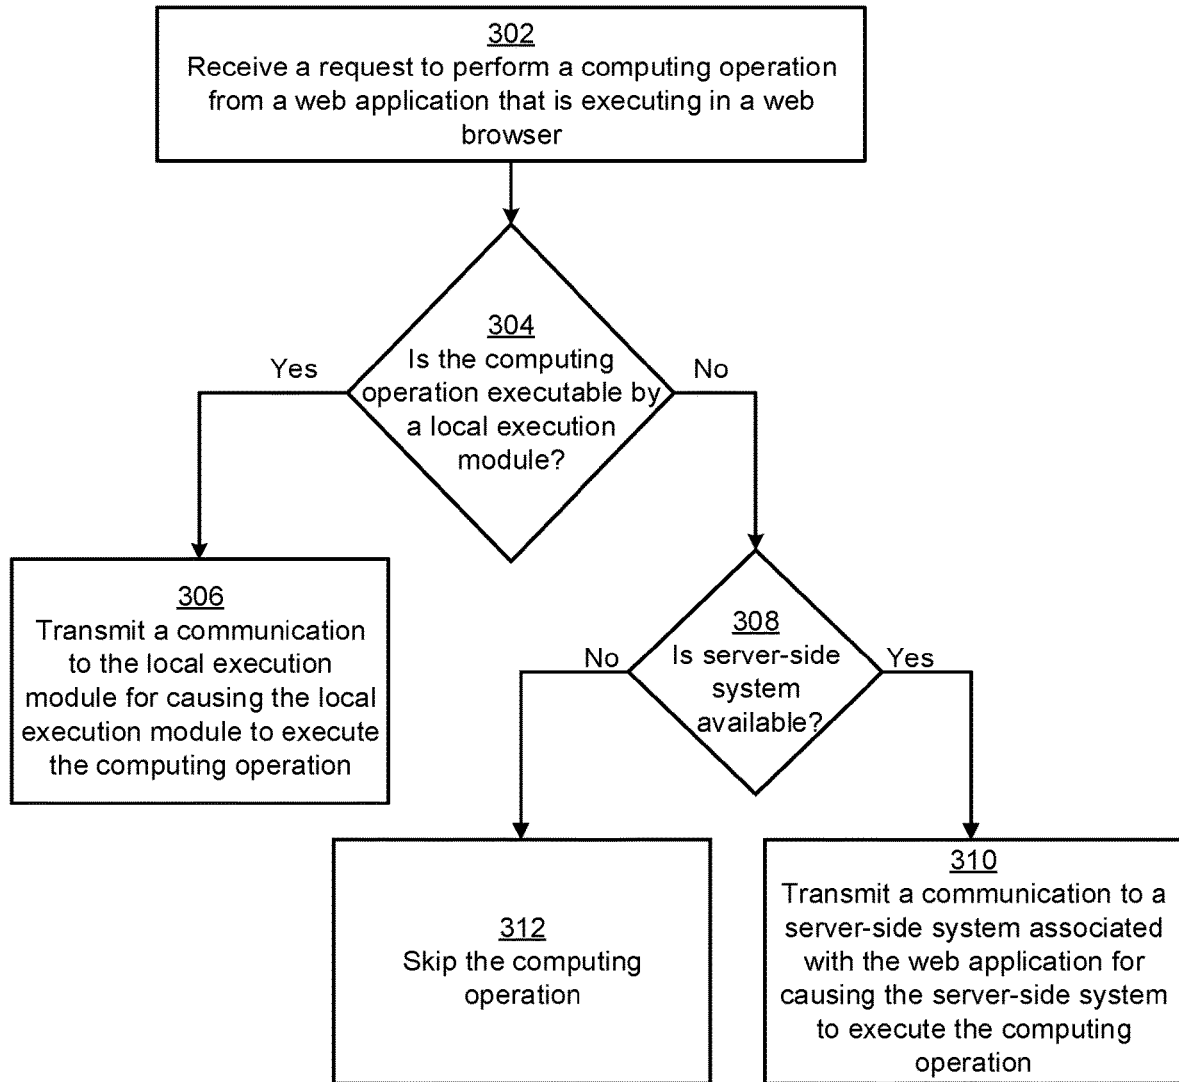 302
Receive a request to perform a computing operation
from a web application that is executing in a web
browser
304
Is the computing
operation executable by
a local execution
module?
Yes
No
306
Transmit a communication
to the local execution
module for causing the local
execution module to execute
the computing operation
308
Is server-side
system
available?
No
Yes
312
Skip the computing
operation
310
Transmit a communication to a
server-side system associated
with the web application for
causing the server-side system
to execute the computing
operation